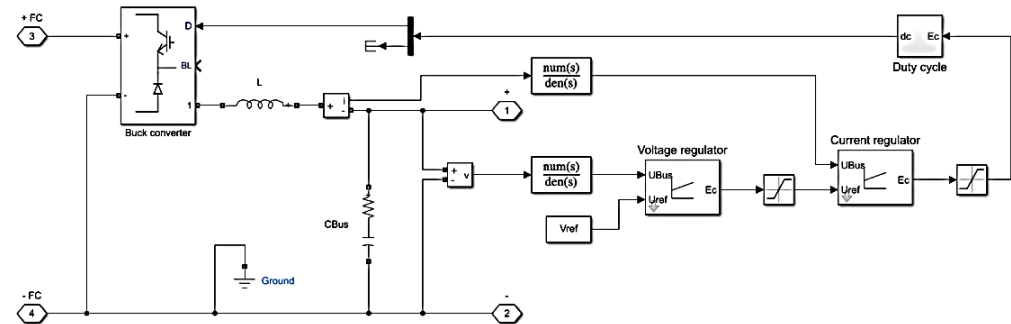 + FC
3
+
-
D
BL
1
Buck converter
L
+
i
-
+
1
num(s)
den(s)
dc
Ec
Duty cycle
Voltage regulator
UBus
Uref
Ec
Current regulator
UBus
Uref
Ec
+
-
v
num(s)
den(s)
Vref
CBus
+
Ground
- FC
4
-
2